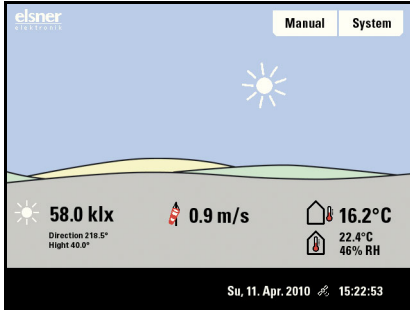 elsner
elektronik
Manual System
58.0 klx
Direction 218.5°
Hight 40.0°
0.9 m/s
16.2°C
22.4°C
46% RH
Su, 11. Apr. 2010 15:22:53